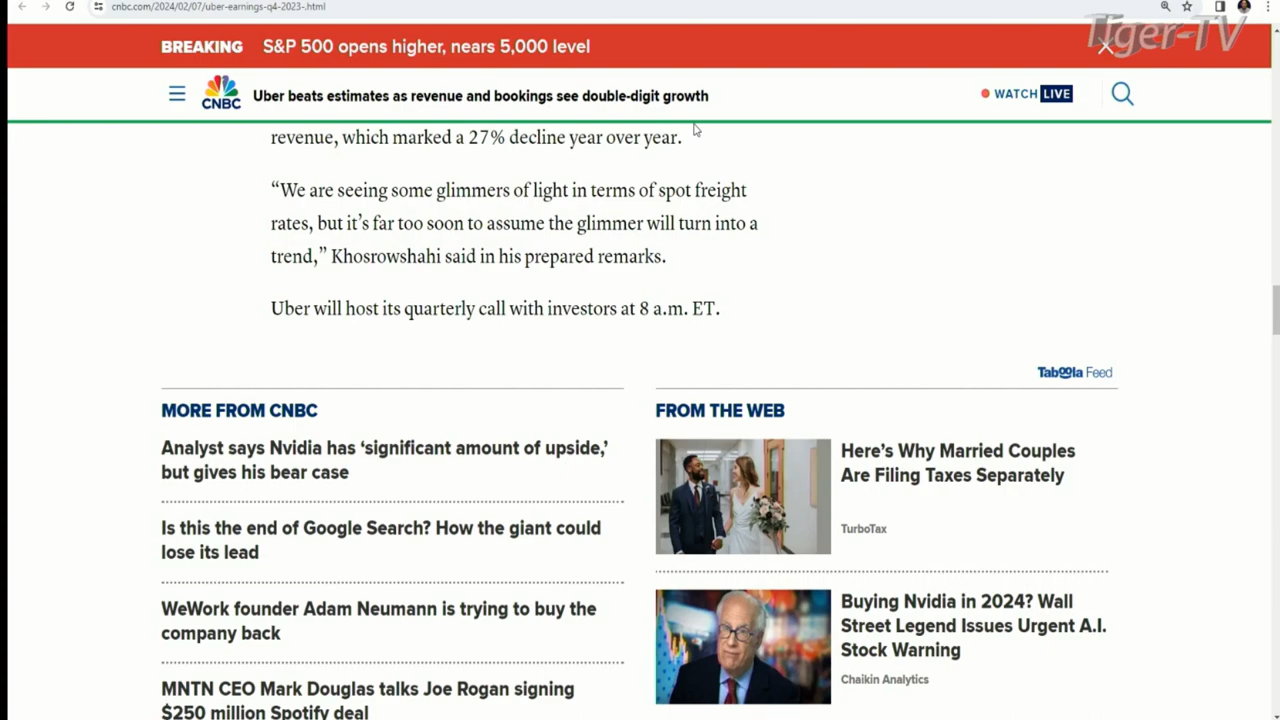 cnbc.com/2024/02/07/uber-earnings-q4-2023-.html
Tiger-TV
BREAKING S&P 500 opens higher, nears 5,000 level
CNBC
Uber beats estimates as revenue and bookings see double-digit growth
WATCH LIVE
revenue, which marked a 27% decline year over year.
“We are seeing some glimmers of light in terms of spot freight
rates, but it’s far too soon to assume the glimmer will turn into a
trend,” Khosrowshahi said in his prepared remarks.
Uber will host its quarterly call with investors at 8 a.m. ET.
Taboola Feed
MORE FROM CNBC
Analyst says Nvidia has ‘significant amount of upside,’
but gives his bear case
Is this the end of Google Search? How the giant could
lose its lead
WeWork founder Adam Neumann is trying to buy the
company back
MNTN CEO Mark Douglas talks Joe Rogan signing
$250 million Spotify deal
FROM THE WEB
Here’s Why Married Couples
Are Filing Taxes Separately
TurboTax
Buying Nvidia in 2024? Wall
Street Legend Issues Urgent A.I.
Stock Warning
Chaikin Analytics